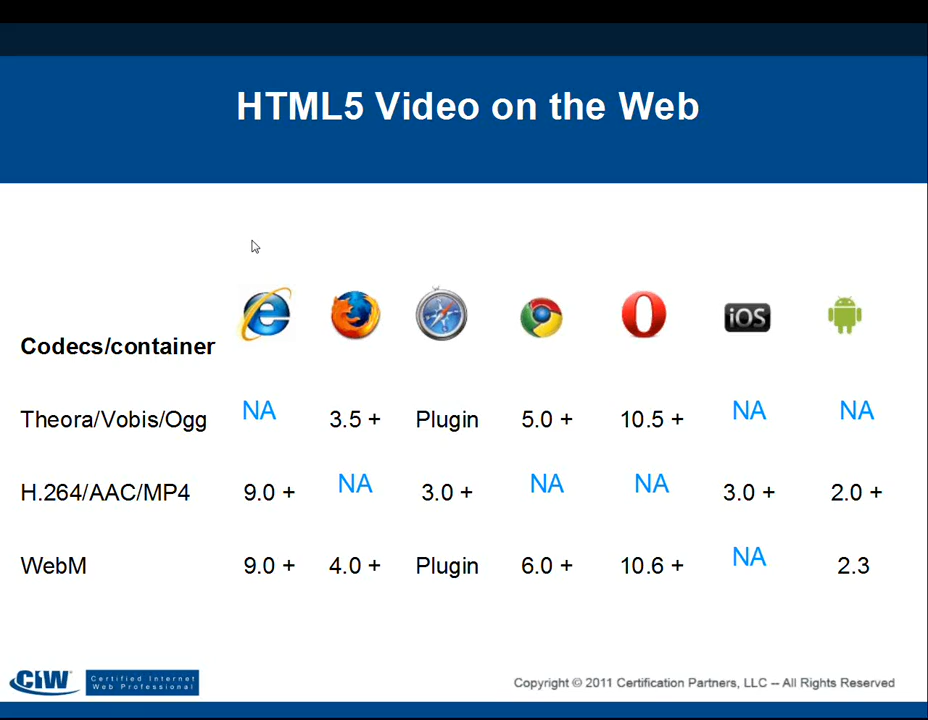 HTML5 Video on the Web
iOS
Codecs/container
Theora/Vobis/Ogg NA 3.5 + Plugin 5.0 + 10.5 + NA NA
H.264/AAC/MP4 9.0 + NA 3.0 + NA NA 3.0 + 2.0 +
WebM 9.0 + 4.0 + Plugin 6.0 + 10.6 + NA 2.3
CIW Certified Internet
Web Professional
Copyright © 2011 Certification Partners, LLC -- All Rights Reserved